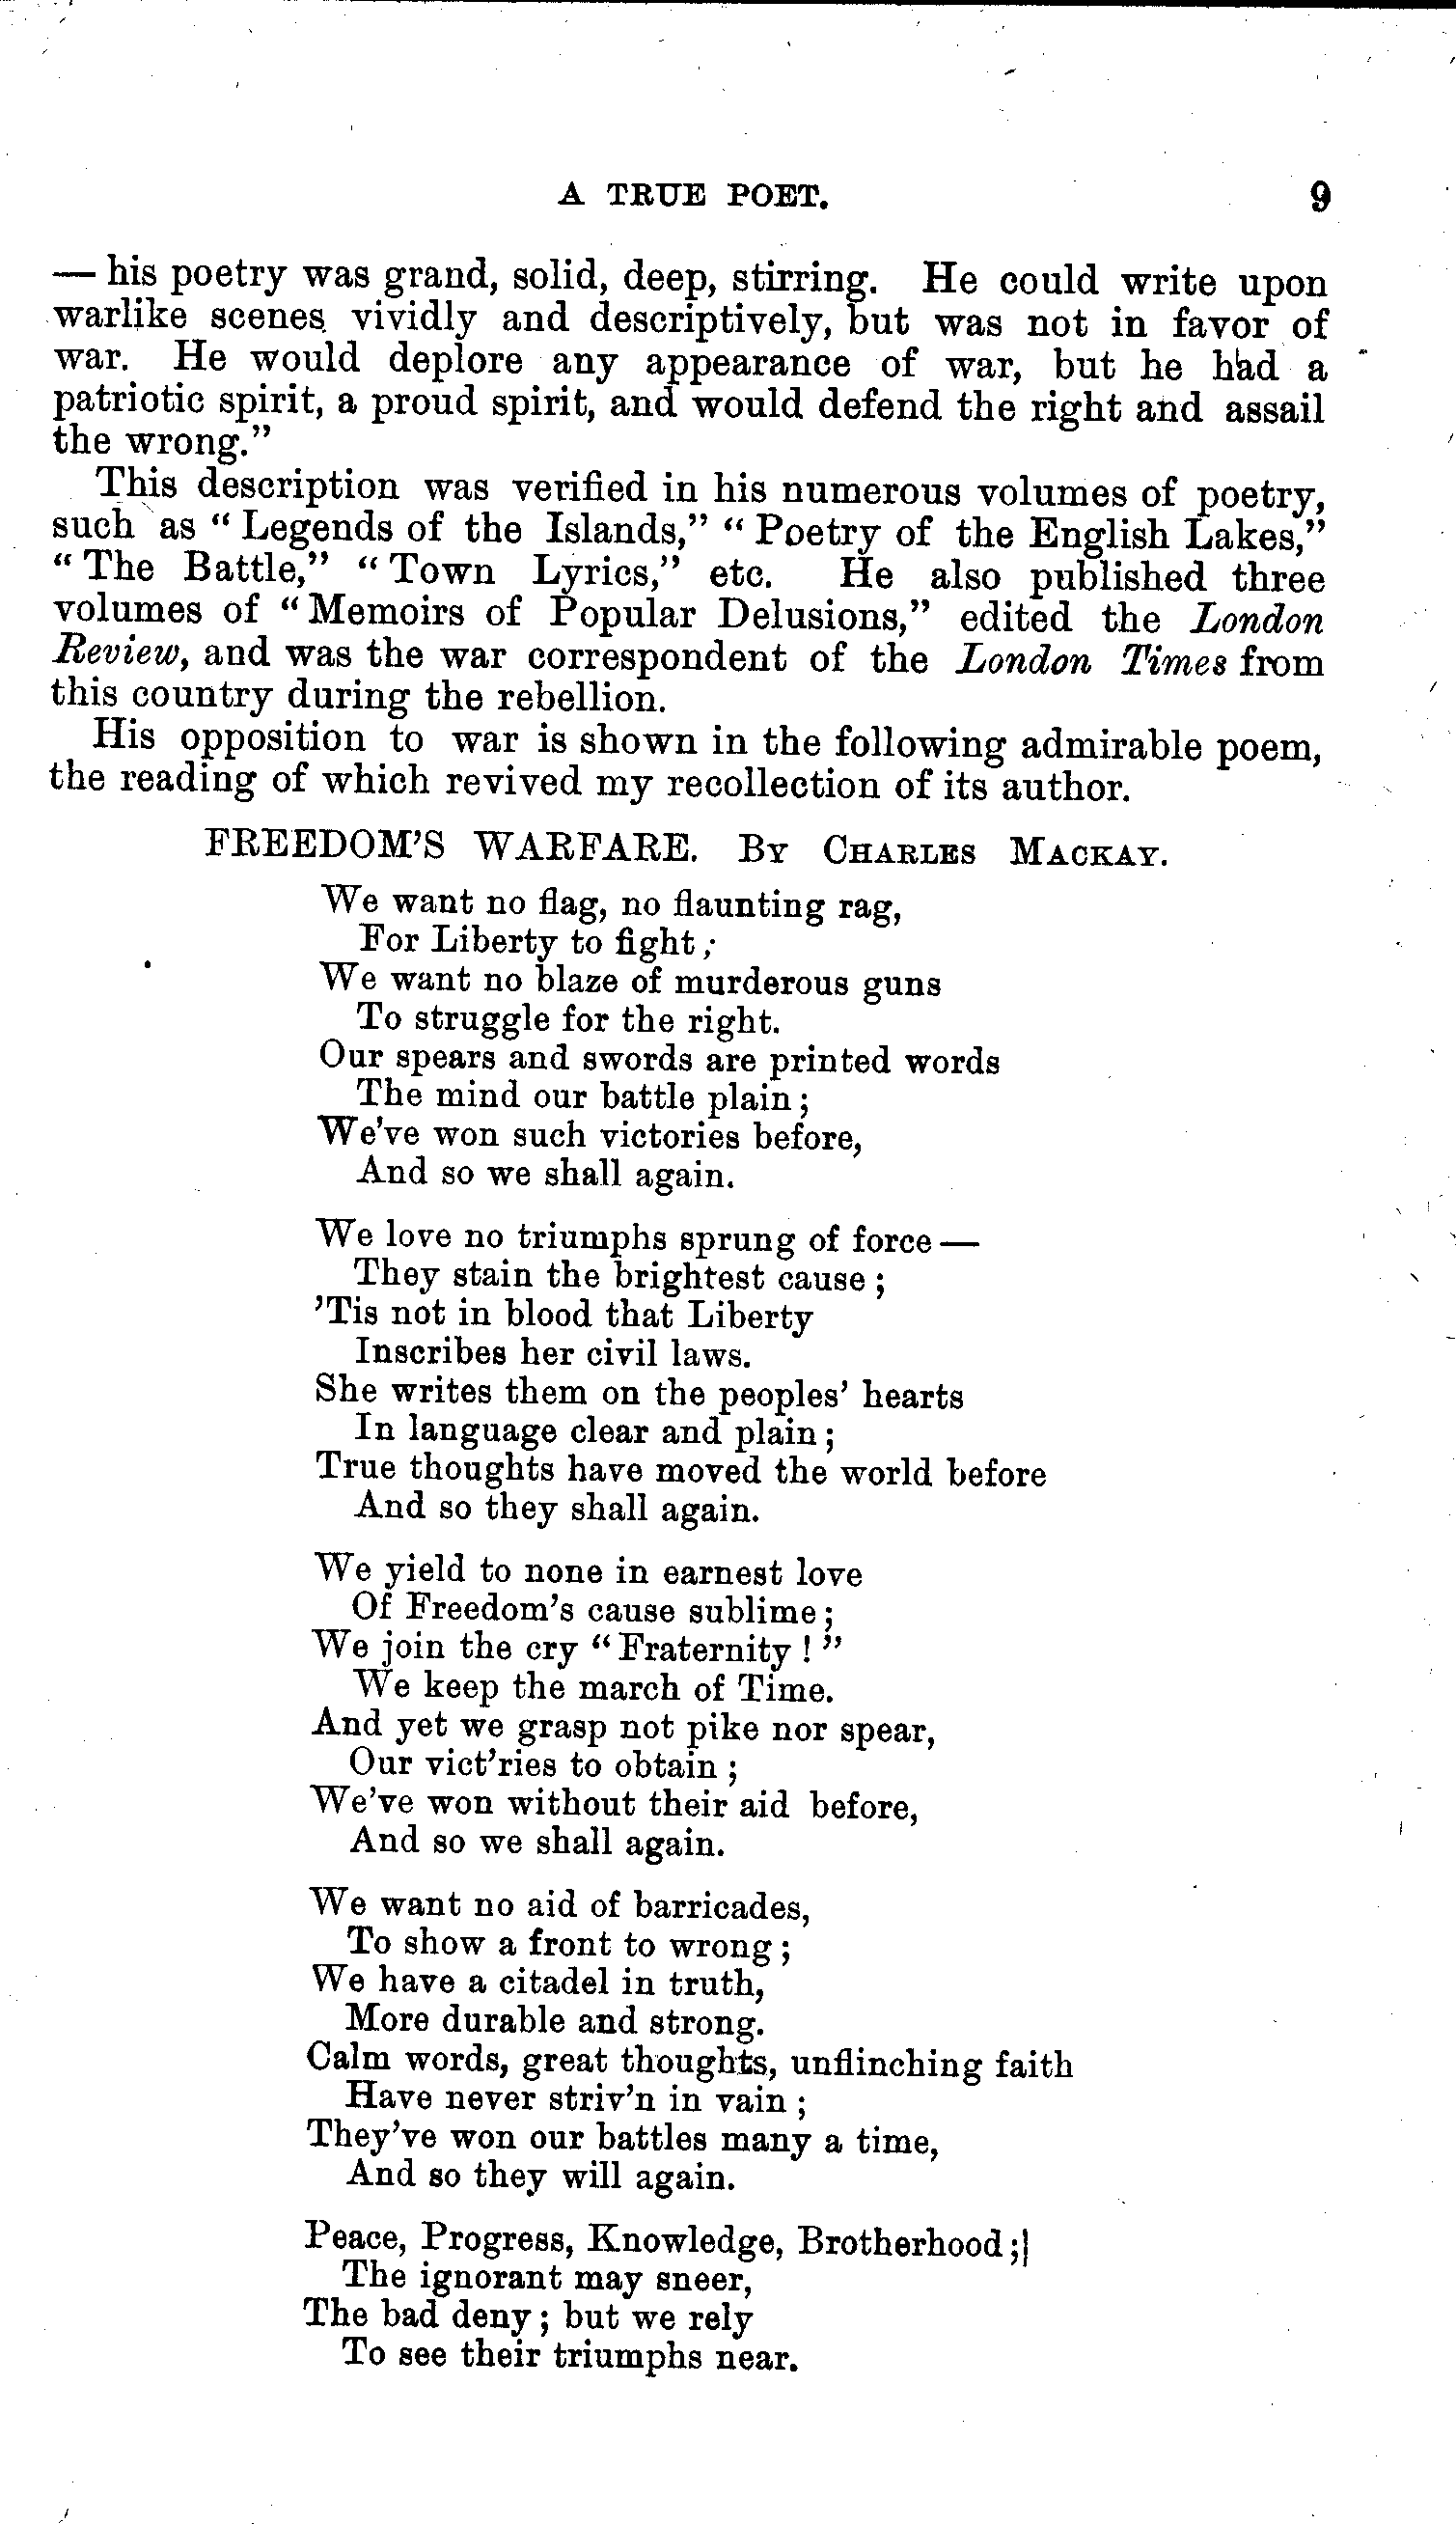 A TRUE POET. 9
— his poetry was grand, solid, deep, stirring. He could write upon
warlike scenes vividly and descriptively, but was not in favor of
war. He would deplore any appearance of war, but he had a
patriotic spirit, a proud spirit, and would defend the right and assail
the wrong.”
This description was verified in his numerous volumes of poetry,
such as “Legends of the Islands,” “Poetry of the English Lakes,”
“The Battle,” “Town Lyrics,” etc. He also published three
volumes of “Memoirs of Popular Delusions,” edited the London
Review, and was the war correspondent of the London Times from
this country during the rebellion.
His opposition to war is shown in the following admirable poem,
the reading of which revived my recollection of its author.
FREEDOM’S WARFARE. By Charles Mackay.
We want no flag, no flaunting rag,
For Liberty to fight;
We want no blaze of murderous guns
To struggle for the right.
Our spears and swords are printed words
The mind our battle plain;
We’ve won such victories before,
And so we shall again.
We love no triumphs sprung of force —
They stain the brightest cause;
’Tis not in blood that Liberty
Inscribes her civil laws.
She writes them on the peoples’ hearts
In language clear and plain;
True thoughts have moved the world before
And so they shall again.
We yield to none in earnest love
Of Freedom’s cause sublime;
We join the cry “Fraternity!”
We keep the march of Time.
And yet we grasp not pike nor spear,
Our vict’ries to obtain;
We’ve won without their aid before,
And so we shall again.
We want no aid of barricades,
To show a front to wrong;
We have a citadel in truth,
More durable and strong.
Calm words, great thoughts, unflinching faith
Have never striv’n in vain;
They’ve won our battles many a time,
And so they will again.
Peace, Progress, Knowledge, Brotherhood;
The ignorant may sneer,
The bad deny; but we rely
To see their triumphs near.